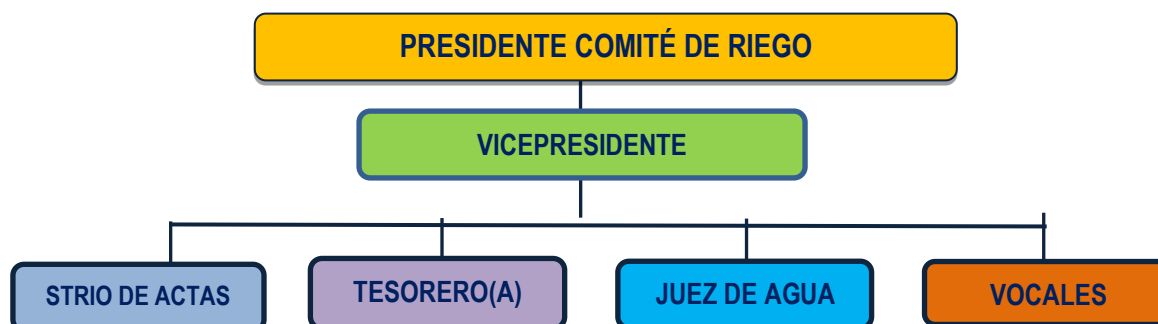 PRESIDENTE COMITÉ DE RIEGO
VICEPRESIDENTE
STRIO DE ACTAS
TESORERO(A)
JUEZ DE AGUA
VOCALES